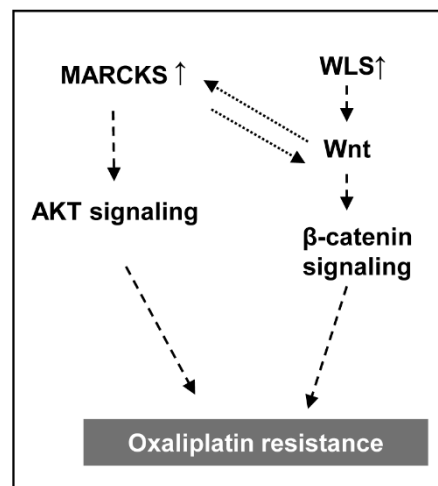 MARCKS ↑
WLS↑
Wnt
AKT signaling
β-catenin
signaling
Oxaliplatin resistance